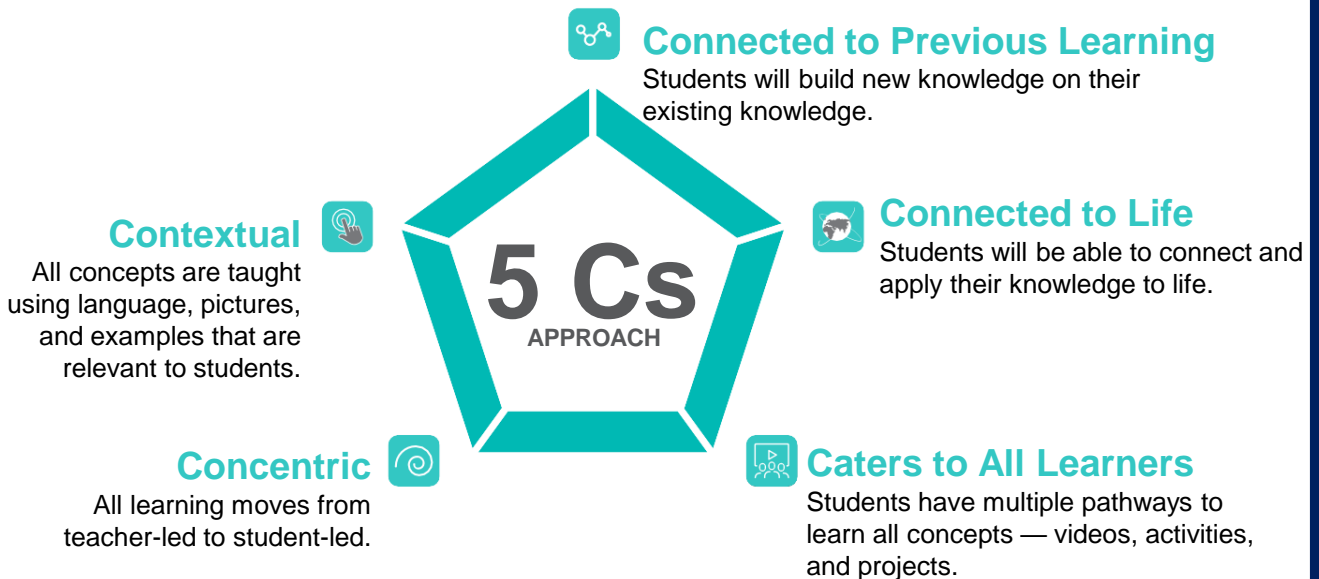 Connected to Previous Learning
Students will build new knowledge on their
existing knowledge.
Connected to Life
Students will be able to connect and
apply their knowledge to life.
Contextual
All concepts are taught
using language, pictures,
and examples that are
relevant to students.
5 Cs
APPROACH
Concentric
All learning moves from
teacher-led to student-led.
Caters to All Learners
Students have multiple pathways to
learn all concepts — videos, activities,
and projects.